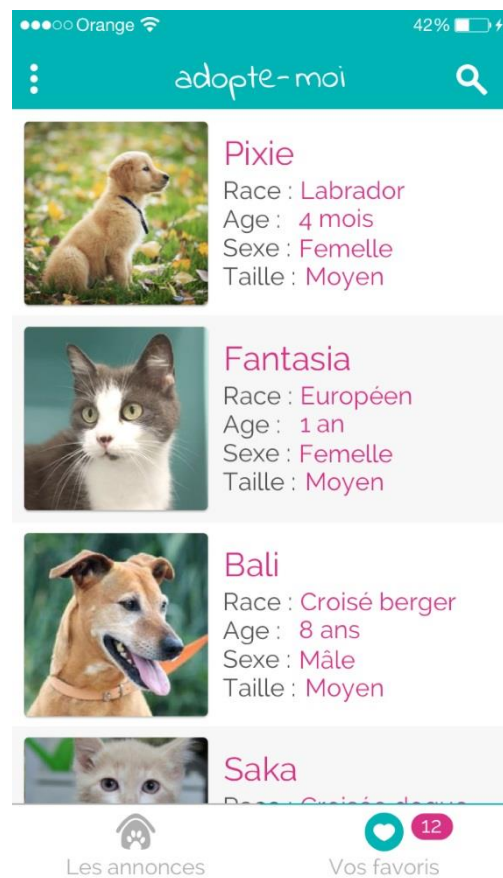 Orange 42%
adopte-moi
Pixie
Race : Labrador
Age : 4 mois
Sexe : Femelle
Taille : Moyen
Fantasia
Race : Européen
Age : 1 an
Sexe : Femelle
Taille : Moyen
Bali
Race : Croisé berger
Age : 8 ans
Sexe : Mâle
Taille : Moyen
Saka
12
Les annonces Vos favoris